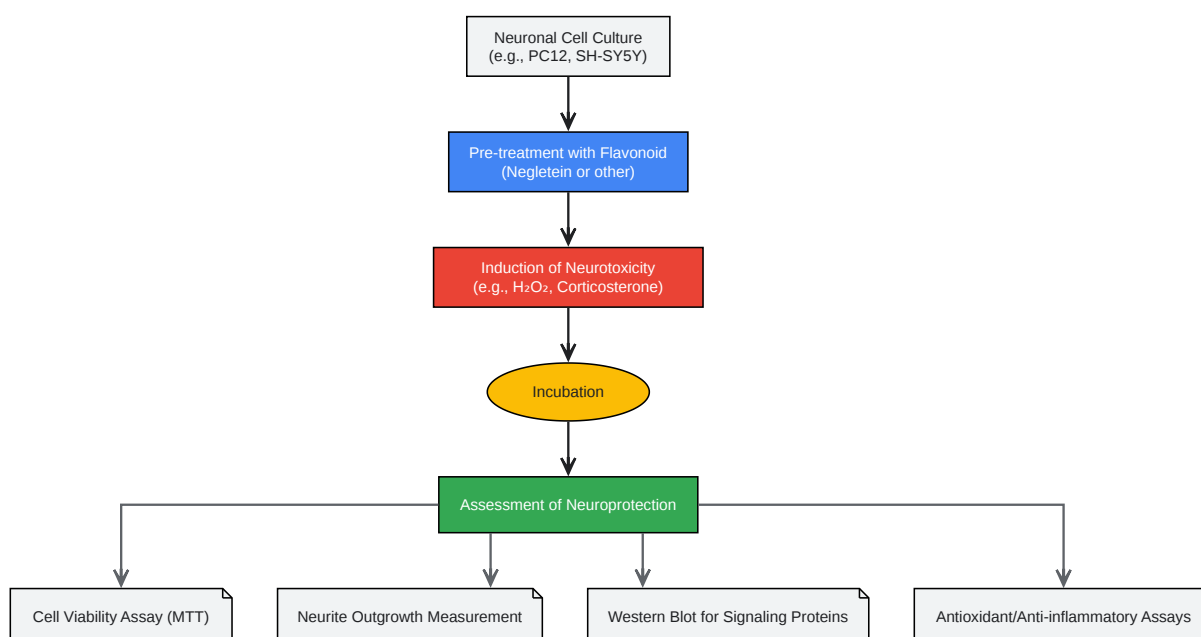 Neuronal Cell Culture
(e.g., PC12, SH-SY5Y)
Pre-treatment with Flavonoid
(Negletein or other)
Induction of Neurotoxicity
(e.g., H₂O₂, Corticosterone)
Incubation
Assessment of Neuroprotection
Cell Viability Assay (MTT)
Neurite Outgrowth Measurement
Western Blot for Signaling Proteins
Antioxidant/Anti-inflammatory Assays